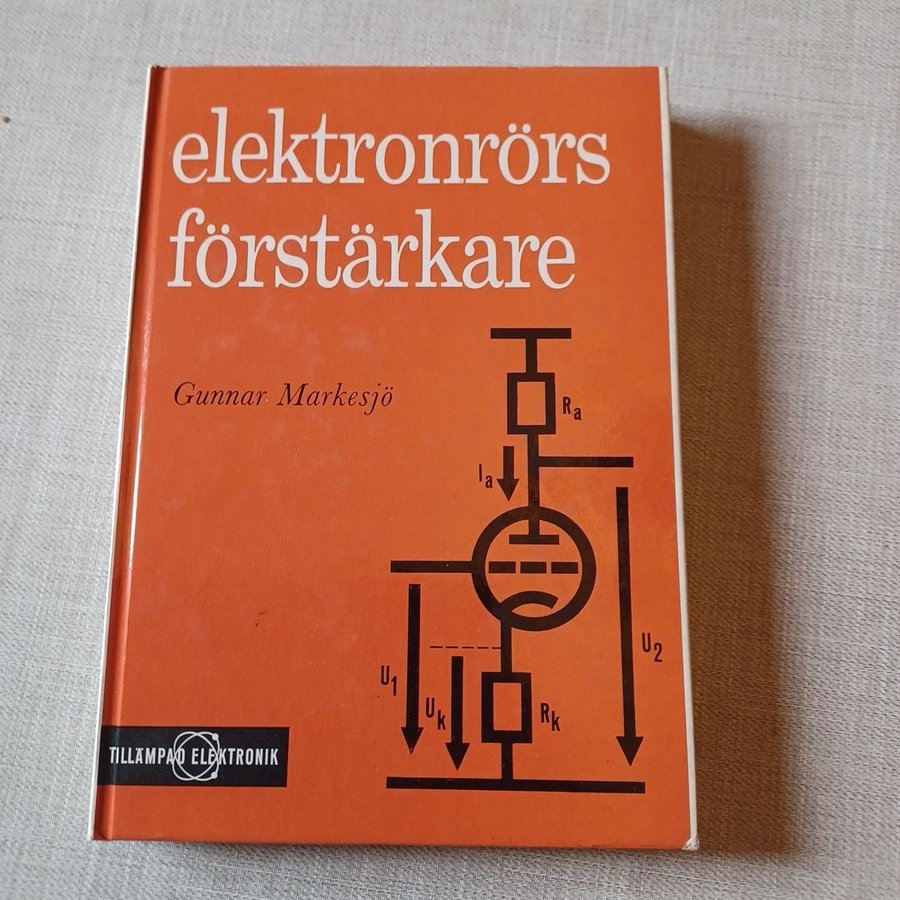 elektronrörs
förstärkare
Gunnar Markesjö
Ra
Ia
U1
Uk
Rk
U2
TILLÄMPAD ELEKTRONIK